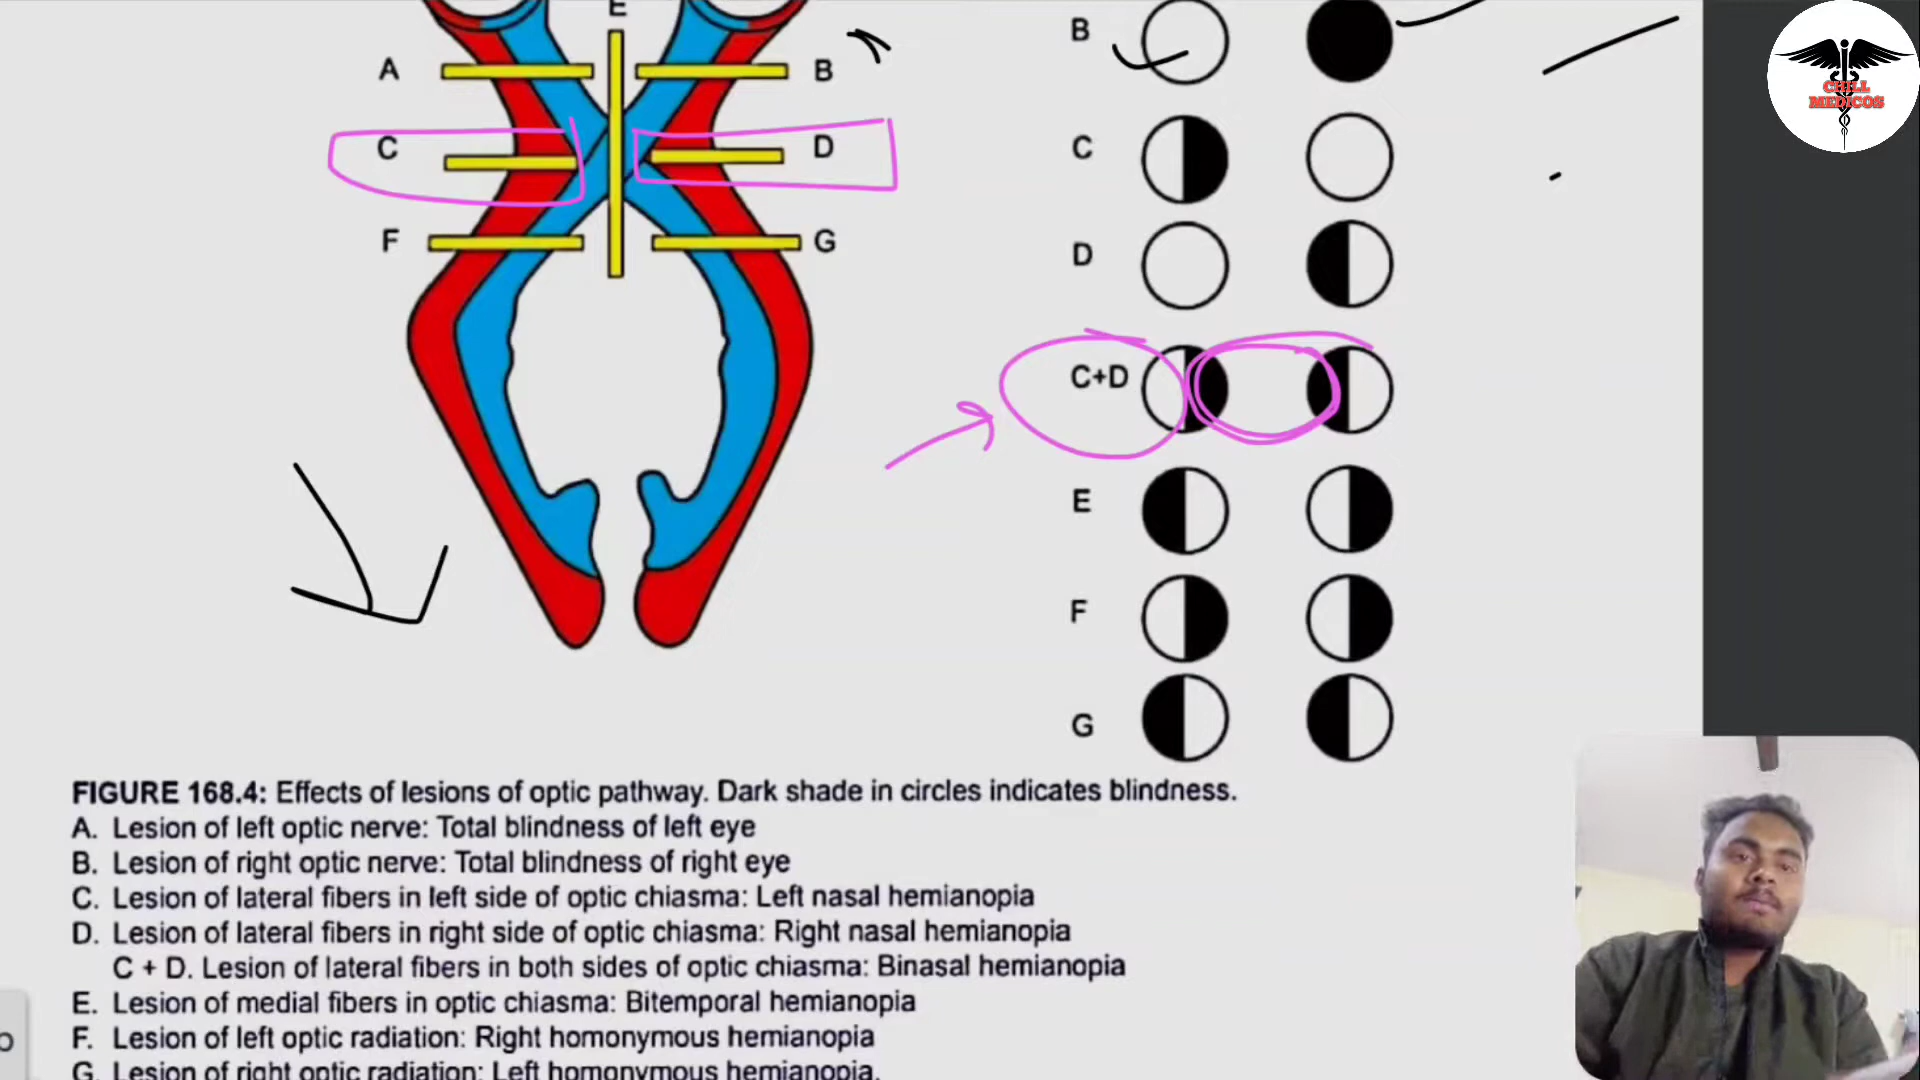 E
A
B
C
D
F
G
B
C
D
C+D
E
F
G
CHILL
MEDICOS
FIGURE 168.4: Effects of lesions of optic pathway. Dark shade in circles indicates blindness.
A. Lesion of left optic nerve: Total blindness of left eye
B. Lesion of right optic nerve: Total blindness of right eye
C. Lesion of lateral fibers in left side of optic chiasma: Left nasal hemianopia
D. Lesion of lateral fibers in right side of optic chiasma: Right nasal hemianopia
C + D. Lesion of lateral fibers in both sides of optic chiasma: Binasal hemianopia
E. Lesion of medial fibers in optic chiasma: Bitemporal hemianopia
F. Lesion of left optic radiation: Right homonymous hemianopia
G. Lesion of right optic radiation: Left homonymous hemianopia.